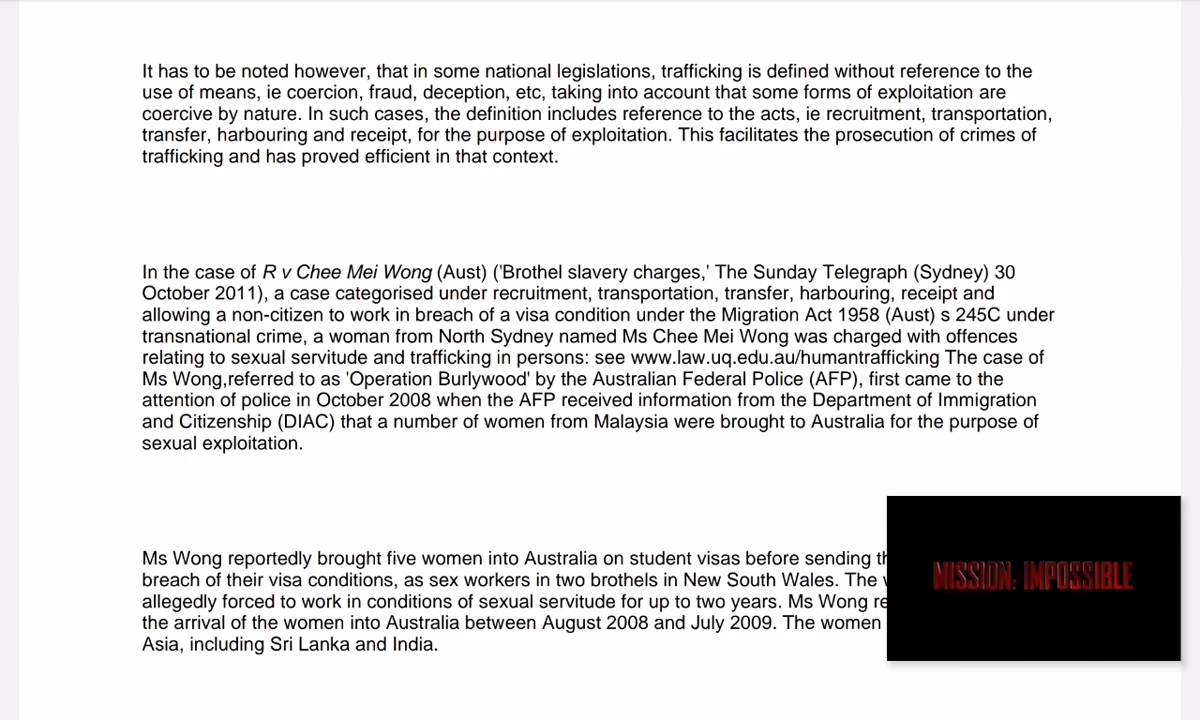 It has to be noted however, that in some national legislations, trafficking is defined without reference to the
use of means, ie coercion, fraud, deception, etc, taking into account that some forms of exploitation are
coercive by nature. In such cases, the definition includes reference to the acts, ie recruitment, transportation,
transfer, harbouring and receipt, for the purpose of exploitation. This facilitates the prosecution of crimes of
trafficking and has proved efficient in that context.
In the case of R v Chee Mei Wong (Aust) ('Brothel slavery charges,' The Sunday Telegraph (Sydney) 30
October 2011), a case categorised under recruitment, transportation, transfer, harbouring, receipt and
allowing a non-citizen to work in breach of a visa condition under the Migration Act 1958 (Aust) s 245C under
transnational crime, a woman from North Sydney named Ms Chee Mei Wong was charged with offences
relating to sexual servitude and trafficking in persons: see www.law.uq.edu.au/humantrafficking The case of
Ms Wong,referred to as 'Operation Burlywood' by the Australian Federal Police (AFP), first came to the
attention of police in October 2008 when the AFP received information from the Department of Immigration
and Citizenship (DIAC) that a number of women from Malaysia were brought to Australia for the purpose of
sexual exploitation.
Ms Wong reportedly brought five women into Australia on student visas before sending
breach of their visa conditions, as sex workers in two brothels in New South Wales. The
allegedly forced to work in conditions of sexual servitude for up to two years. Ms Wong
the arrival of the women into Australia between August 2008 and July 2009. The women
Asia, including Sri Lanka and India.
MISSION: IMPOSSIBLE